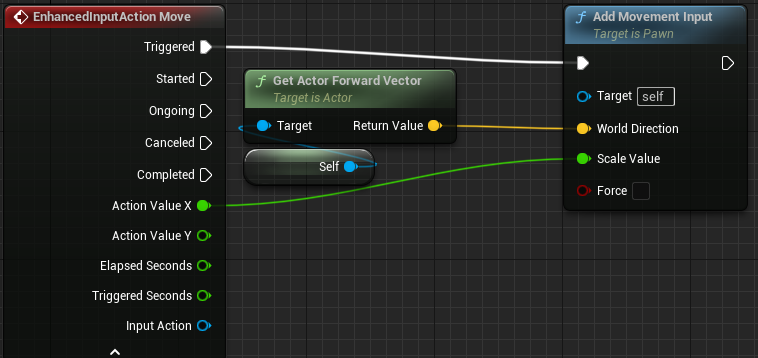 EnhancedInputAction Move
Triggered
Started
Ongoing
Canceled
Completed
Action Value X
Action Value Y
Elapsed Seconds
Triggered Seconds
Input Action
Get Actor Forward Vector
Target is Actor
Target Return Value
Self
Add Movement Input
Target is Pawn
Target self
World Direction
Scale Value
Force